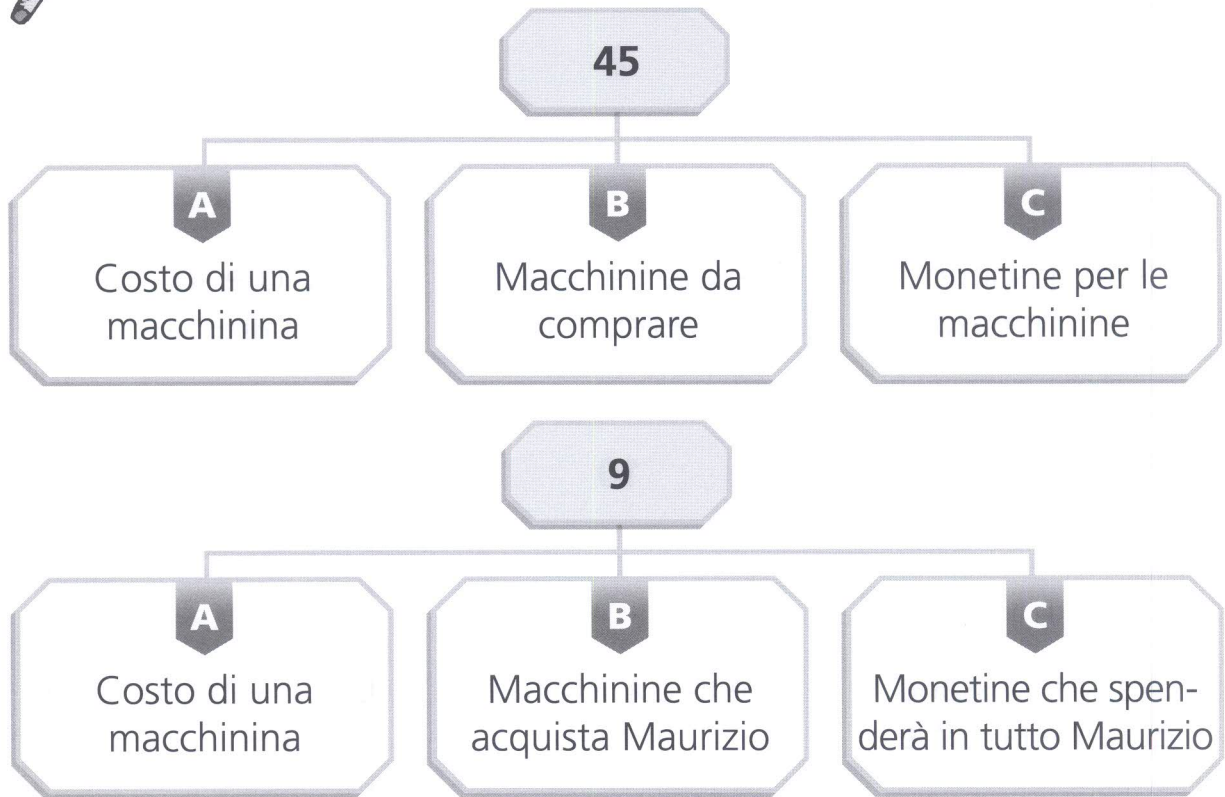 45
A
Costo di una
macchinina
B
Macchinine da
comprare
C
Monetine per le
macchinine
9
A
Costo di una
macchinina
B
Macchinine che
acquista Maurizio
C
Monetine che spen-
derà in tutto Maurizio